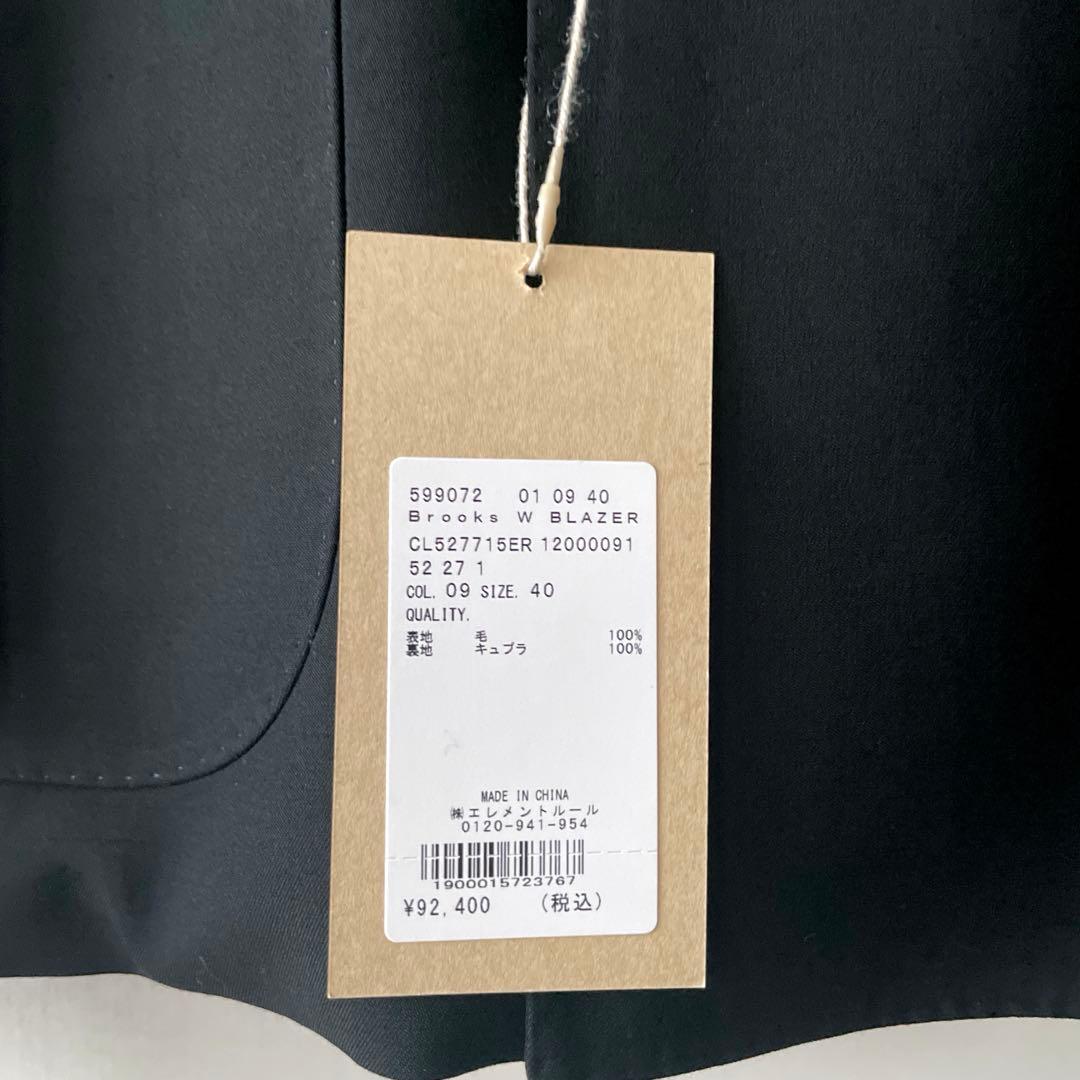 599072 01 09 40
Brooks W BLAZER
CL527715ER 12000091
52 27 1
COL. 09 SIZE. 40
QUALITY.
表地 毛 100%
裏地 キュプラ 100%
MADE IN CHINA
㈱エレメントルール
0120-941-954
1900015723767
¥92,400 (税込)